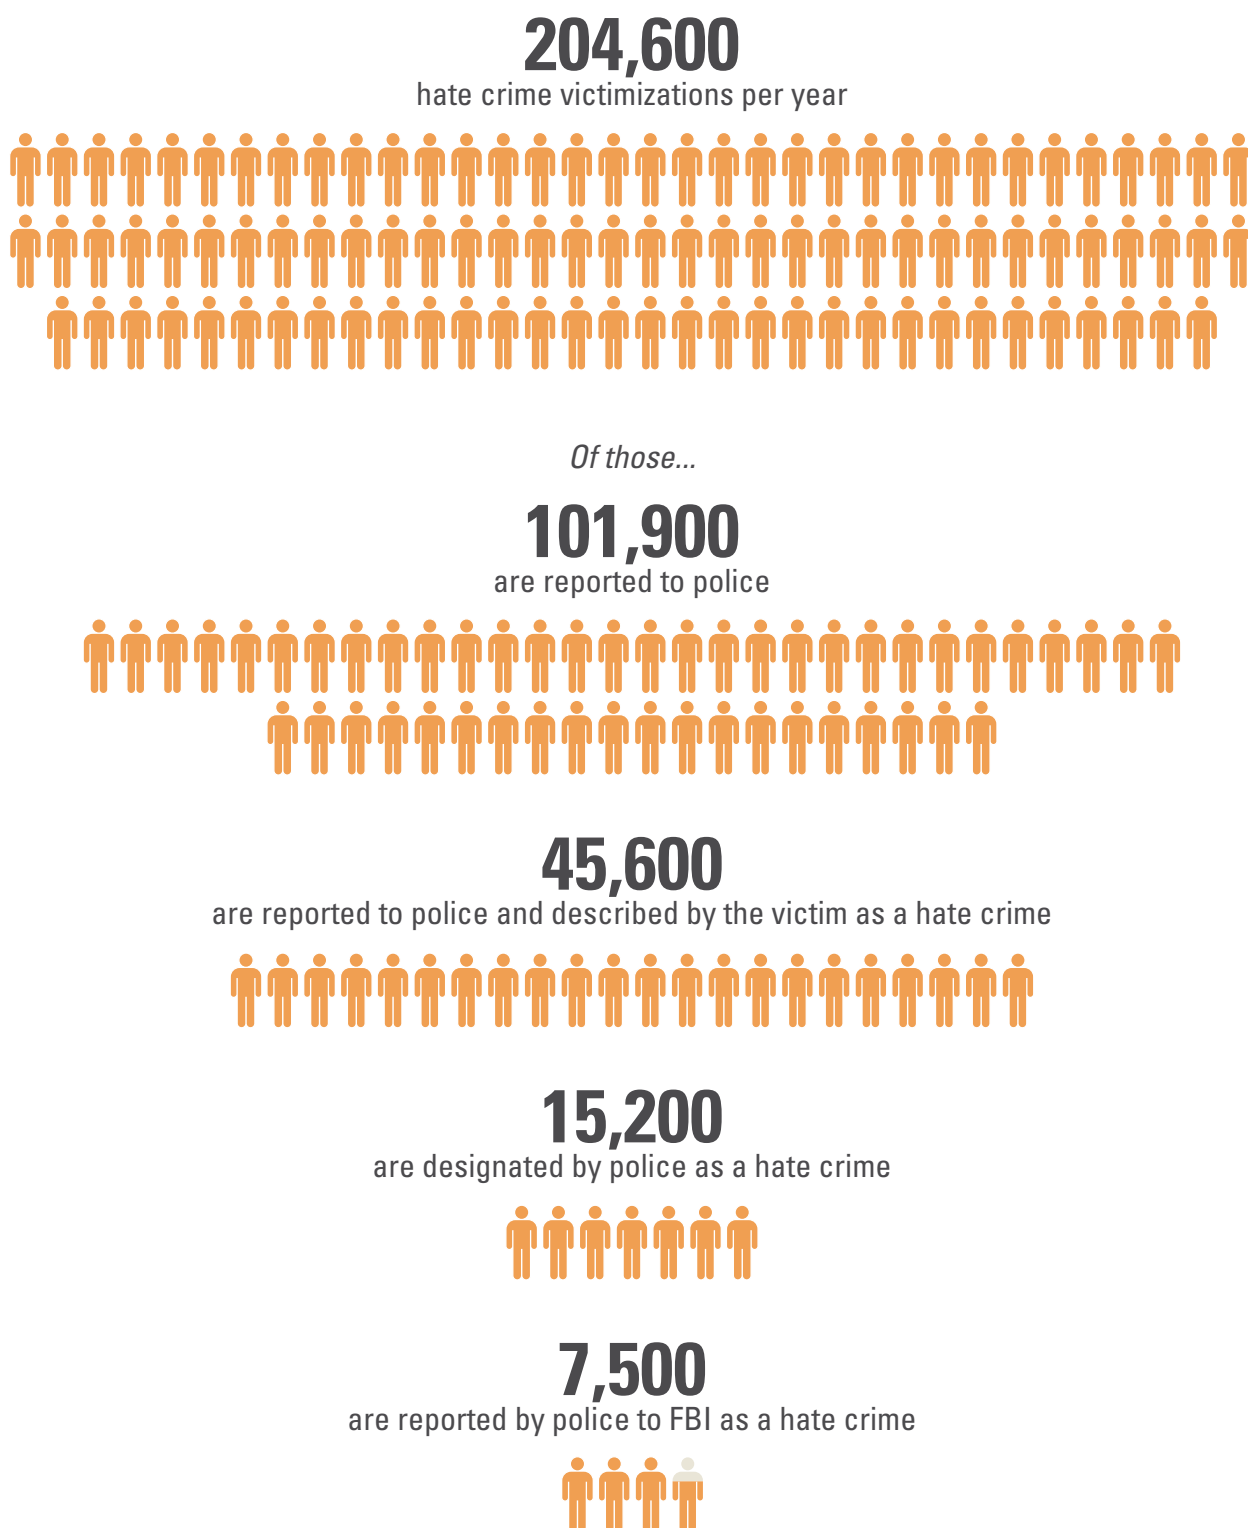 204,600
hate crime victimizations per year
Of those...
101,900
are reported to police
45,600
are reported to police and described by the victim as a hate crime
15,200
are designated by police as a hate crime
7,500
are reported by police to FBI as a hate crime